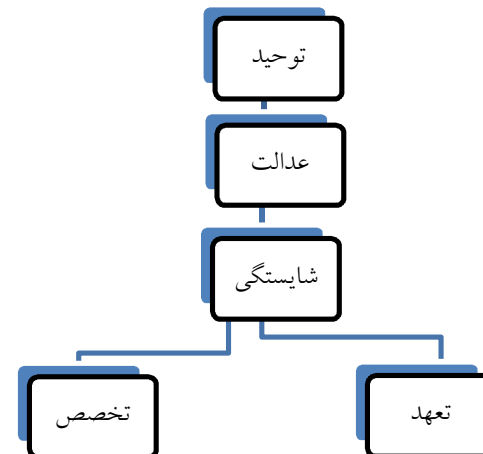 توحید
عدالت
شایستگی
تعهد
تخصص